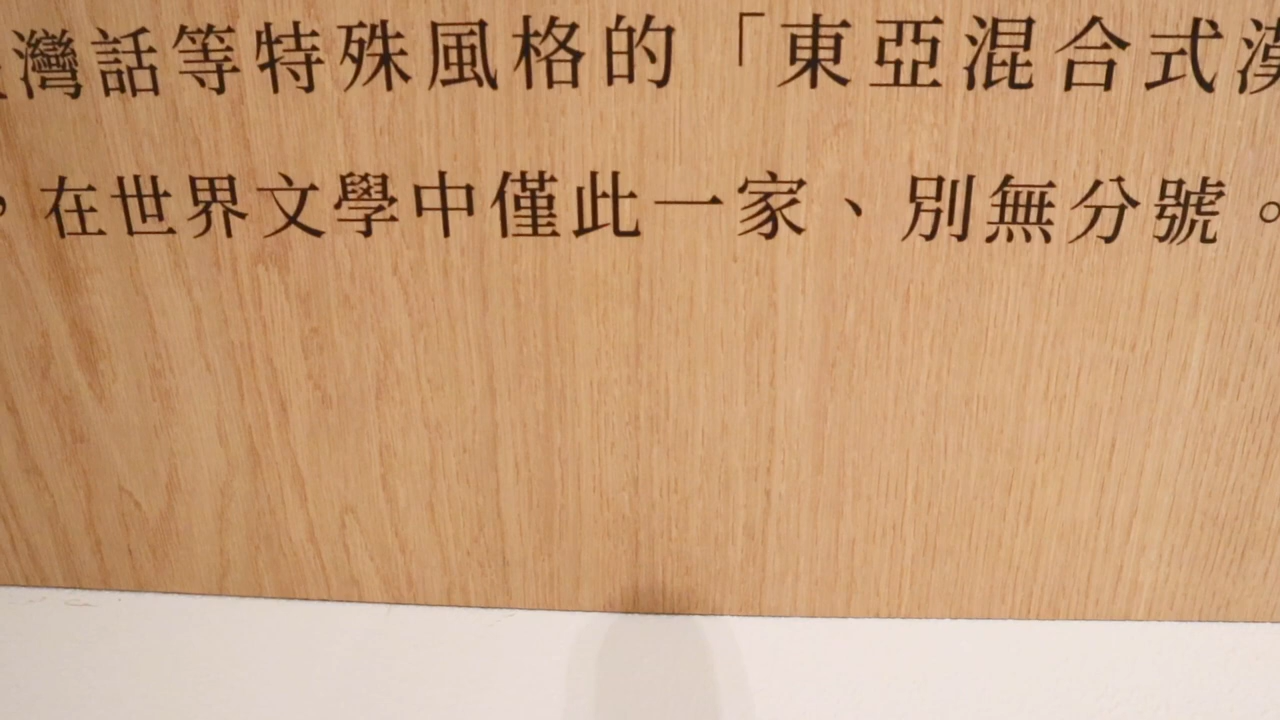 灣話等特殊風格的「東亞混合式漢
。在世界文學中僅此一家、別無分號。